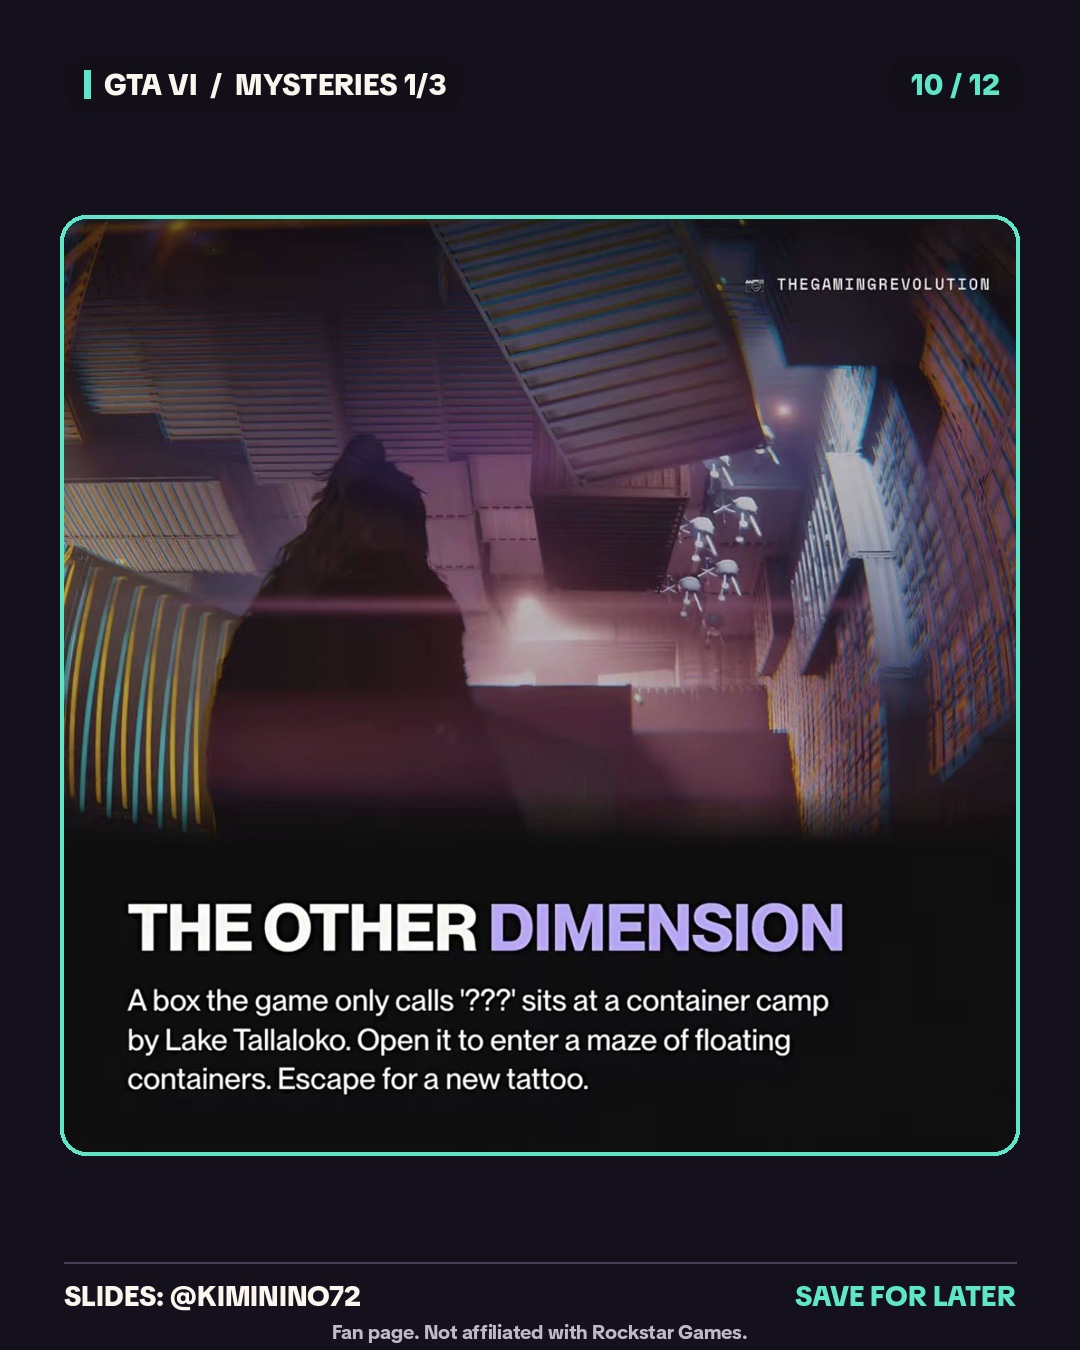 GTA VI / MYSTERIES 1/3
10 / 12
THEGAMINGREVOLUTION
THE OTHER DIMENSION
A box the game only calls '???' sits at a container camp
by Lake Tallaloko. Open it to enter a maze of floating
containers. Escape for a new tattoo.
SLIDES: @KIMININO72
SAVE FOR LATER
Fan page. Not affiliated with Rockstar Games.